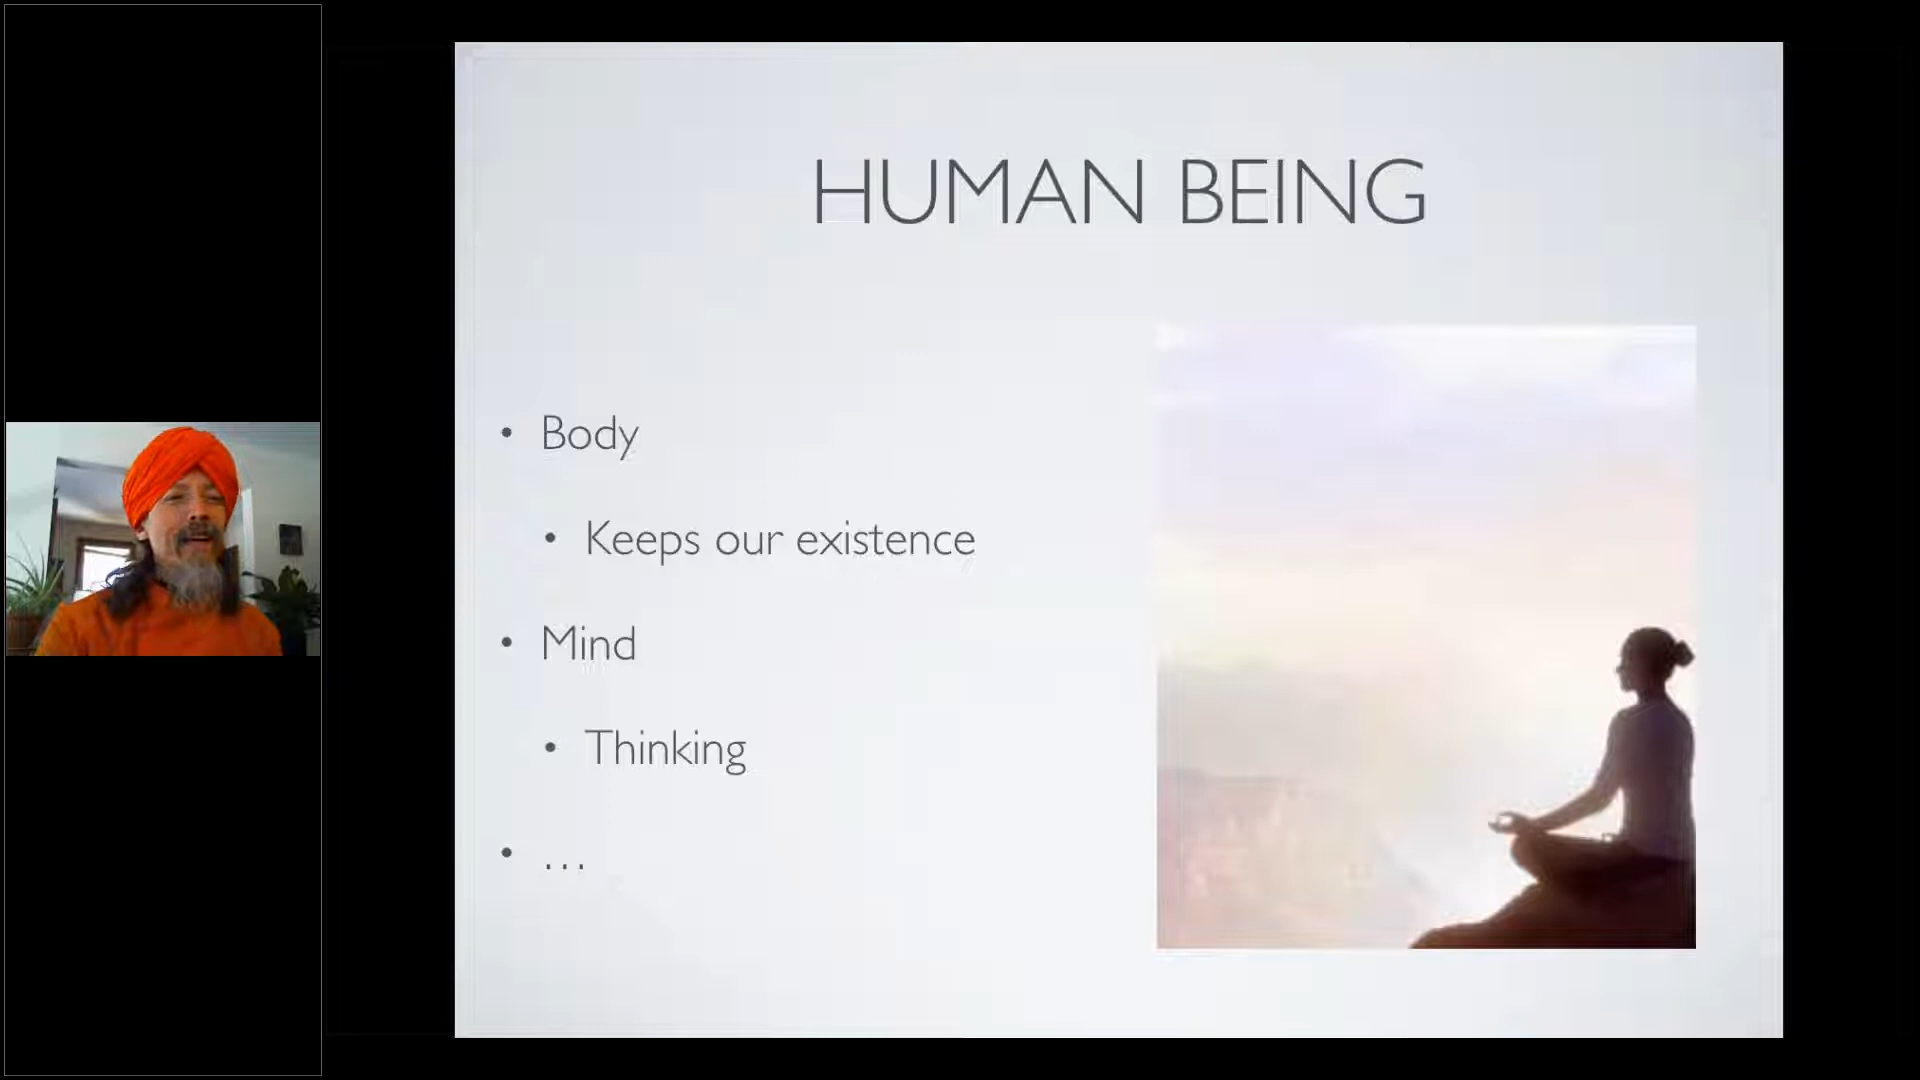 HUMAN BEING
• Body
• Keeps our existence
• Mind
• Thinking
• …